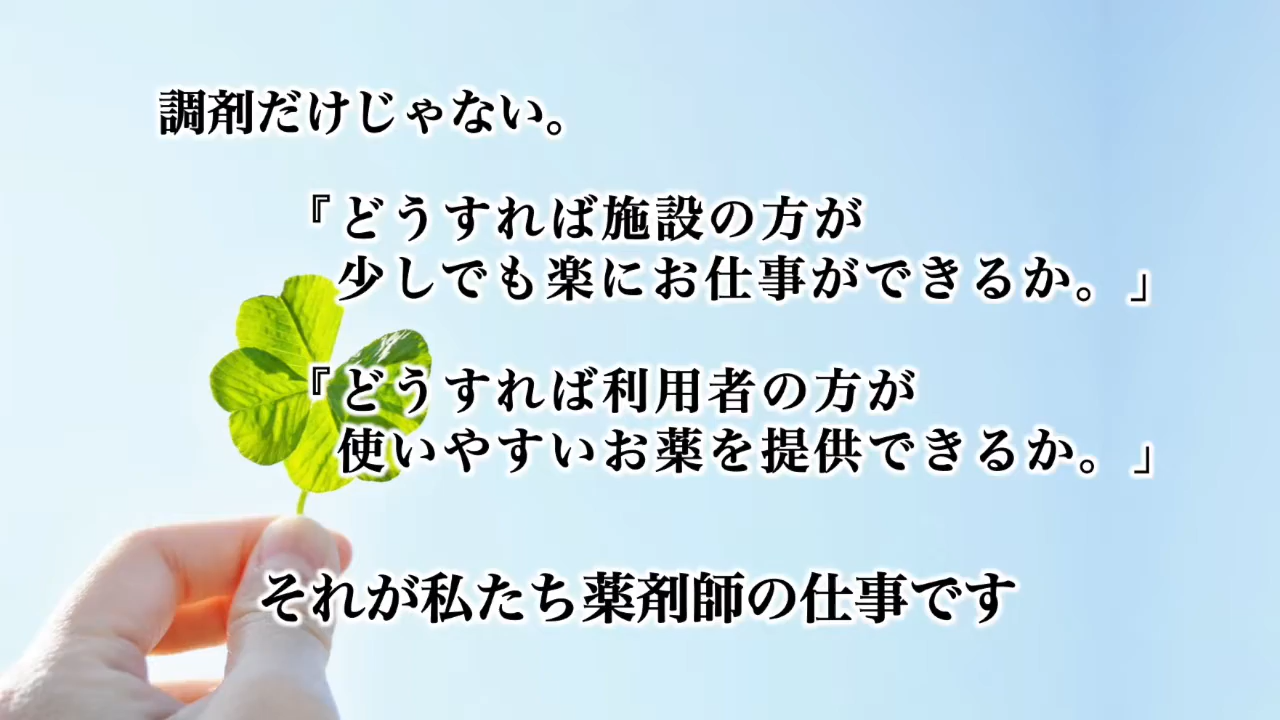 調剤だけじゃない。
『どうすれば施設の方が
少しでも楽にお仕事ができるか。」
『どうすれば利用者の方が
使いやすいお薬を提供できるか。」
それが私たち薬剤師の仕事です